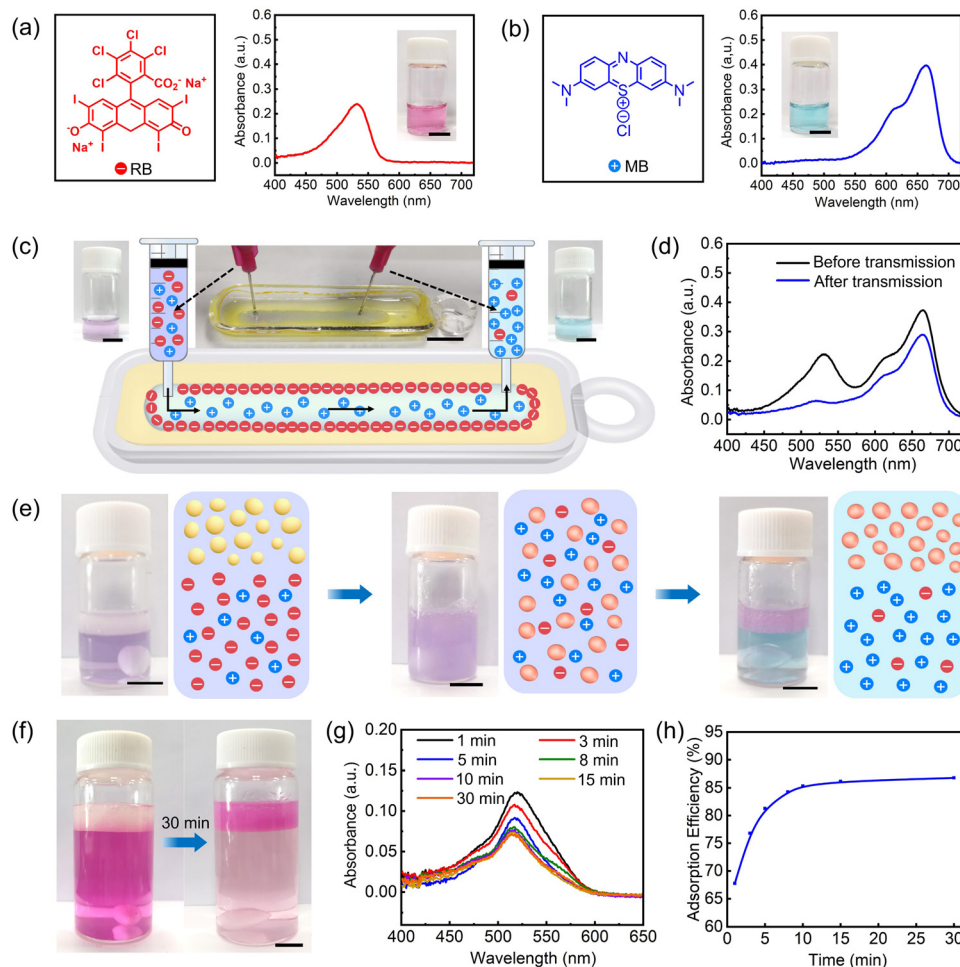 (a)
Cl
Cl
Cl
Cl
CO₂⁻ Na⁺
I
I
⁻O
O
Na⁺
I
I
⊖ RB
Absorbance (a.u.)
0.6
0.5
0.4
0.3
0.2
0.1
0.0
400 450 500 550 600 650 700
Wavelength (nm)
(b)
N
N
S
N
⊕
⊖
Cl
⊕ MB
Absorbance (a,u.)
0.6
0.5
0.4
0.3
0.2
0.1
0.0
400 450 500 550 600 650 700
Wavelength (nm)
(c)
(d)
Absorbance (a.u.)
0.6
0.5
0.4
0.3
0.2
0.1
0.0
Before transmission
After transmission
400 450 500 550 600 650 700
Wavelength (nm)
(e)
(f)
30 min
(g)
Absorbance (a.u.)
0.20
0.15
0.10
0.05
0.00
1 min 3 min
5 min 8 min
10 min 15 min
30 min
400 450 500 550 600 650
Wavelength (nm)
(h)
Adsorption Efficiency (%)
95
90
85
80
75
70
65
60
0 5 10 15 20 25 30
Time (min)